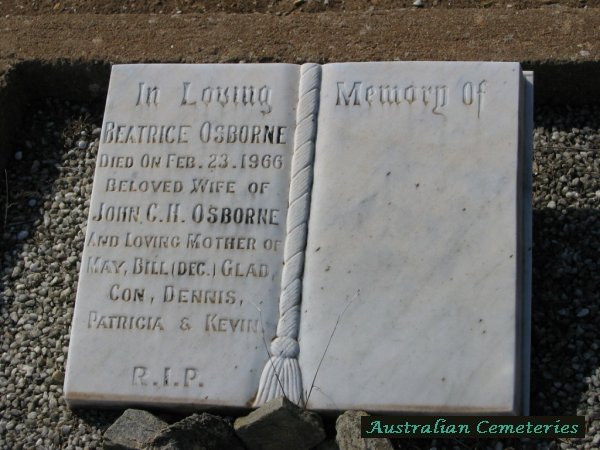 In Loving Memory Of
BEATRICE OSBORNE
DIED ON FEB. 23. 1966
BELOVED WIFE OF
JOHN C. H. OSBORNE
AND LOVING MOTHER OF
MAY, BILL (DEC.) GLAD,
CON, DENNIS,
PATRICIA & KEVIN.
R.I.P.
Australian Cemeteries